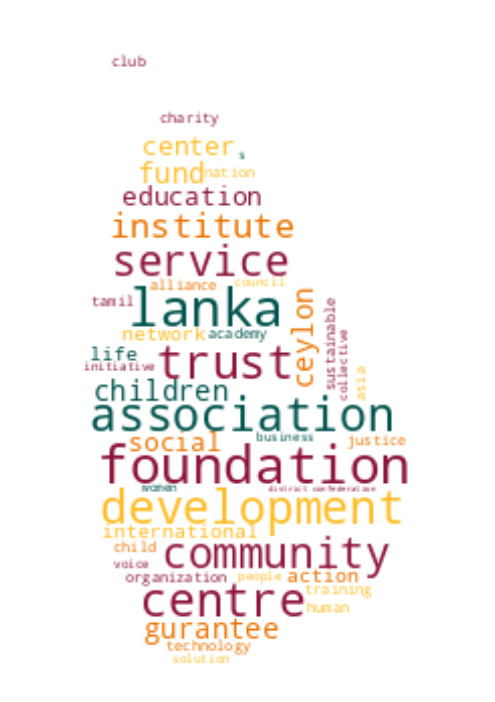 club
charity
center
s
fund nation
education
institute
service
alliance council
tamil lanka
ceylon
sustainable
collective
network academy
life trust
initiative
asia
children
association
social business justice
foundation
women district confederation
development
international
child community
voice
organization people action
centre training
human
gurantee
technology
solution